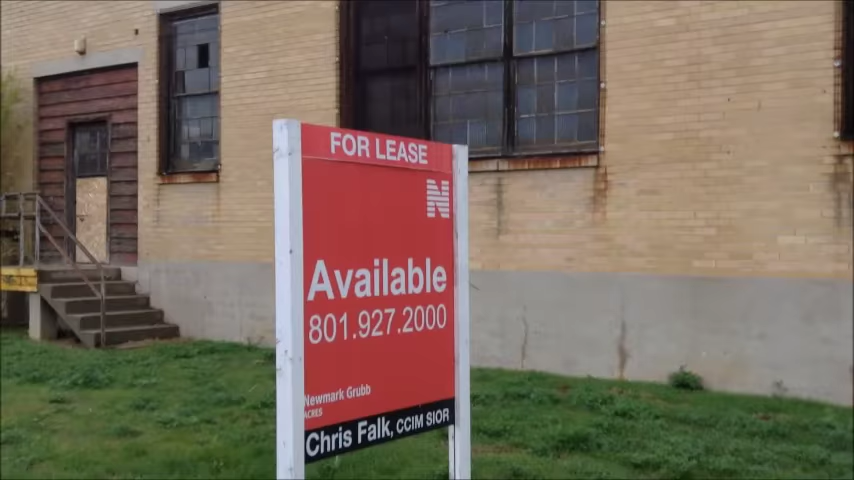 FOR LEASE
N
Available
801.927.2000
Newmark Grubb
ACRES
Chris Falk, CCIM SIOR